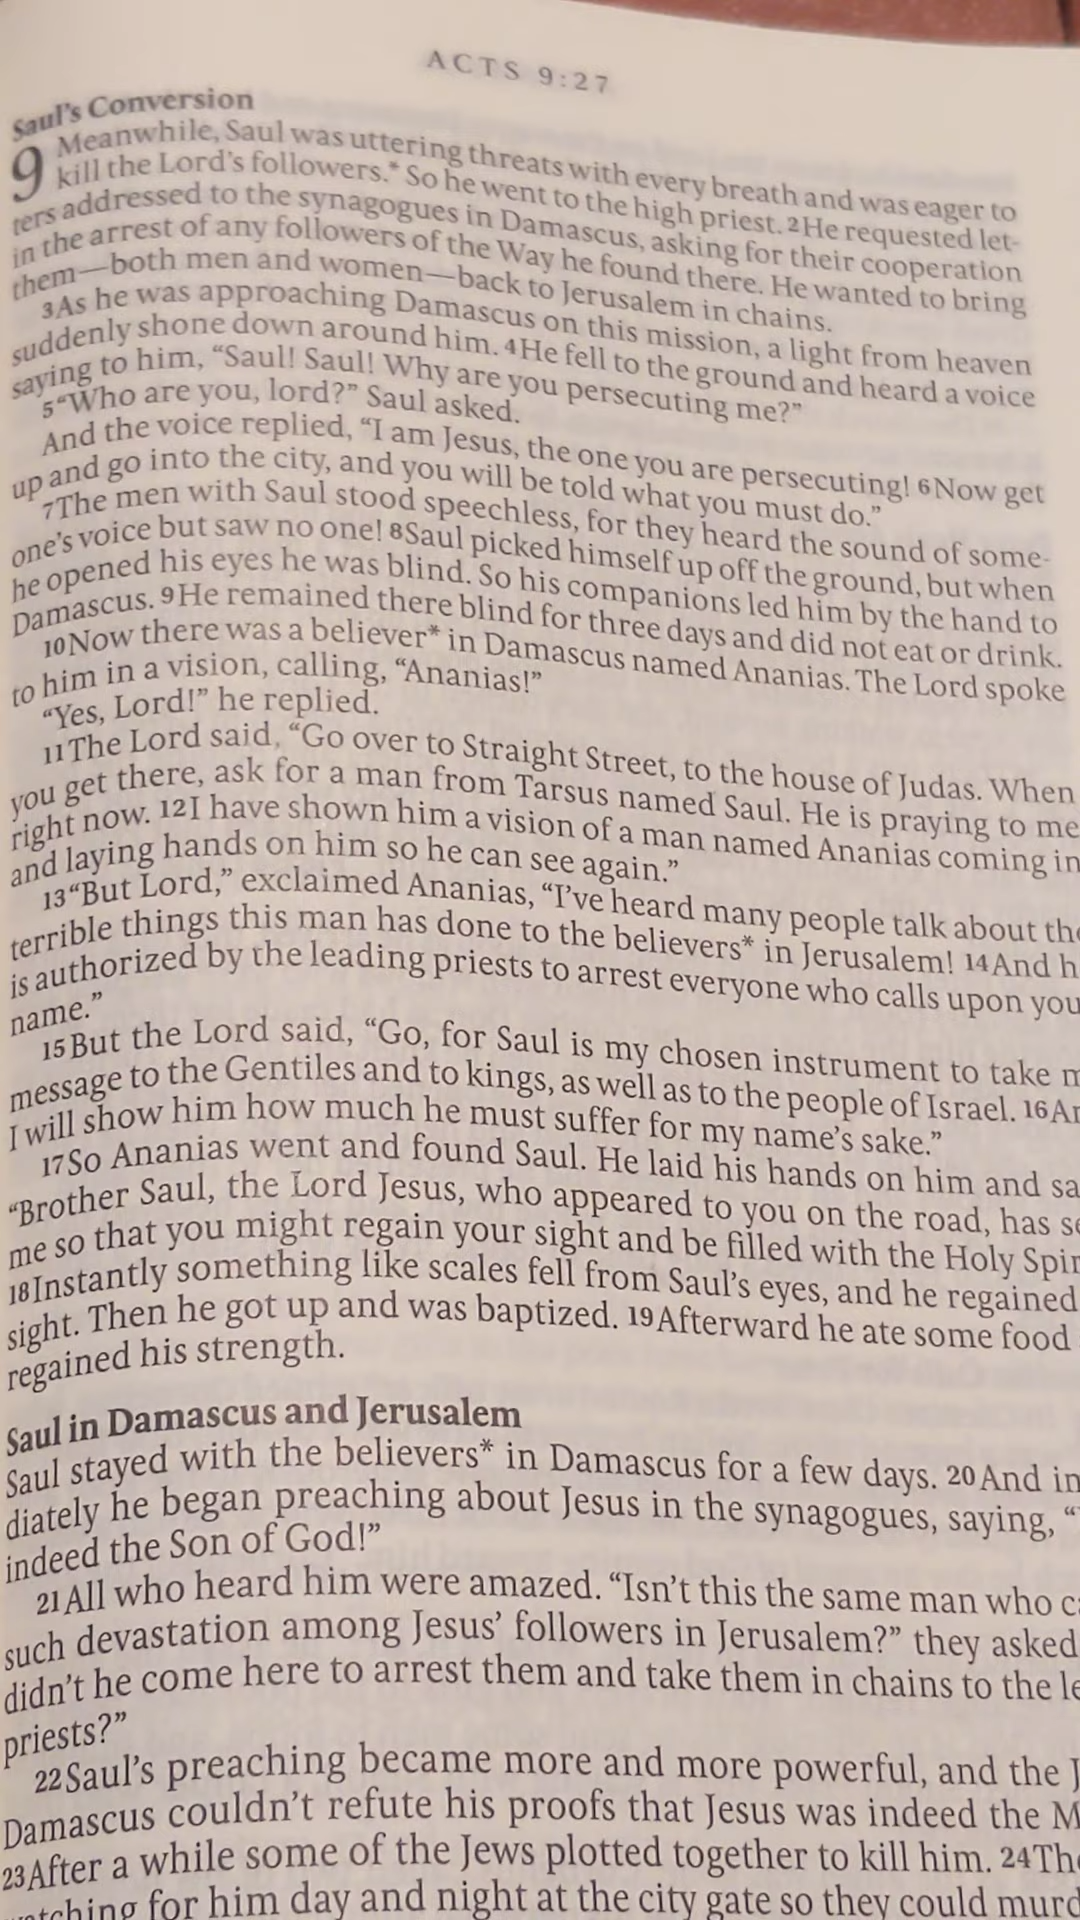 ACTS 9:27
Saul's Conversion
9 Meanwhile, Saul was uttering threats with every breath and was eager to
kill the Lord's followers.* So he went to the high priest. 2He requested let-
ters addressed to the synagogues in Damascus, asking for their cooperation
in the arrest of any followers of the Way he found there. He wanted to bring
them—both men and women—back to Jerusalem in chains.
3As he was approaching Damascus on this mission, a light from heaven
suddenly shone down around him. 4He fell to the ground and heard a voice
saying to him, “Saul! Saul! Why are you persecuting me?”
5“Who are you, lord?” Saul asked.
And the voice replied, “I am Jesus, the one you are persecuting! 6Now get
up and go into the city, and you will be told what you must do.”
7The men with Saul stood speechless, for they heard the sound of some-
one's voice but saw no one! 8Saul picked himself up off the ground, but when
he opened his eyes he was blind. So his companions led him by the hand to
Damascus. 9He remained there blind for three days and did not eat or drink.
10Now there was a believer* in Damascus named Ananias. The Lord spoke
to him in a vision, calling, “Ananias!”
“Yes, Lord!” he replied.
11The Lord said, “Go over to Straight Street, to the house of Judas. When
you get there, ask for a man from Tarsus named Saul. He is praying to me
right now. 12I have shown him a vision of a man named Ananias coming in
and laying hands on him so he can see again.”
13“But Lord,” exclaimed Ananias, “I've heard many people talk about the
terrible things this man has done to the believers* in Jerusalem! 14And h
is authorized by the leading priests to arrest everyone who calls upon you
name.”
15But the Lord said, “Go, for Saul is my chosen instrument to take m
message to the Gentiles and to kings, as well as to the people of Israel. 16An
I will show him how much he must suffer for my name's sake.”
17So Ananias went and found Saul. He laid his hands on him and sa
“Brother Saul, the Lord Jesus, who appeared to you on the road, has se
me so that you might regain your sight and be filled with the Holy Spir
18Instantly something like scales fell from Saul's eyes, and he regained
sight. Then he got up and was baptized. 19Afterward he ate some food
regained his strength.
Saul in Damascus and Jerusalem
Saul stayed with the believers* in Damascus for a few days. 20And in
diately he began preaching about Jesus in the synagogues, saying, “
indeed the Son of God!”
21All who heard him were amazed. “Isn't this the same man who ca
such devastation among Jesus' followers in Jerusalem?” they asked
didn't he come here to arrest them and take them in chains to the le
priests?”
22Saul's preaching became more and more powerful, and the J
Damascus couldn't refute his proofs that Jesus was indeed the M
23After a while some of the Jews plotted together to kill him. 24The
watching for him day and night at the city gate so they could murd